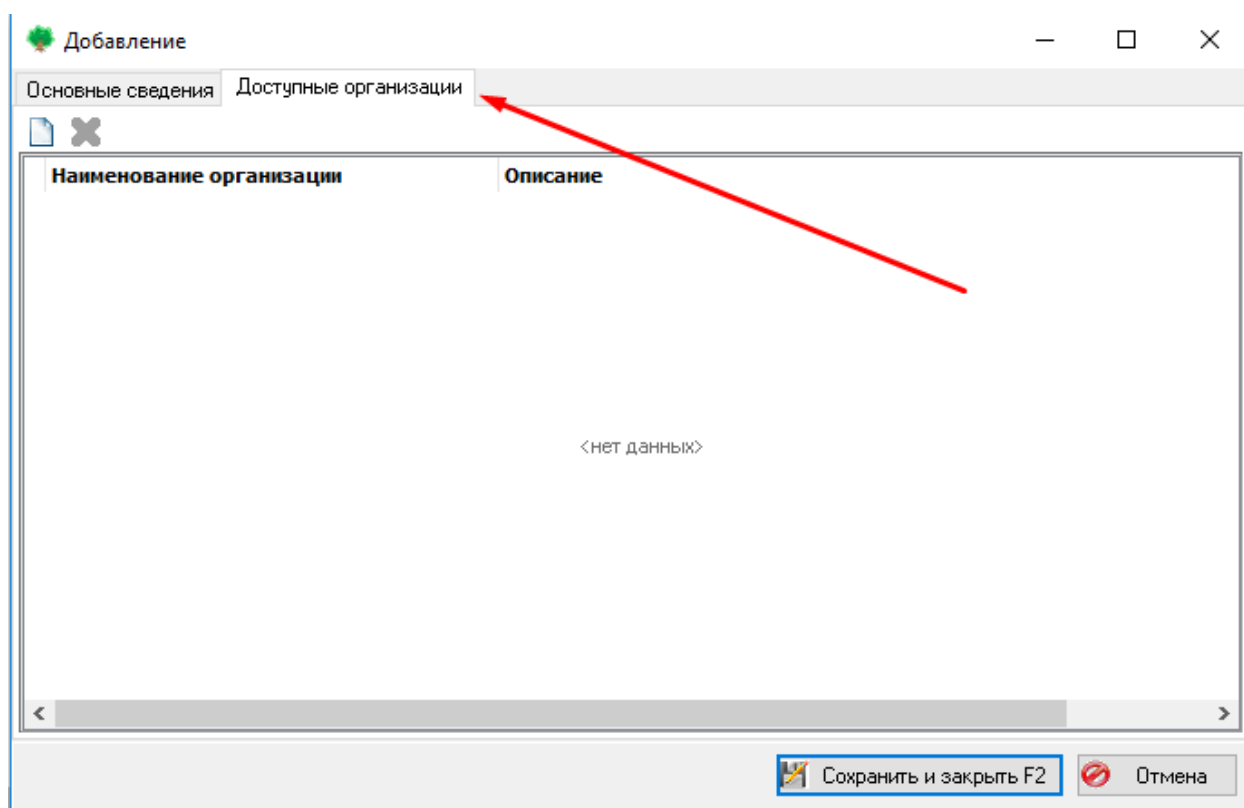 Добавление
Основные сведения Доступные организации
Наименование организации Описание
<нет данных>
Сохранить и закрыть F2 Отмена